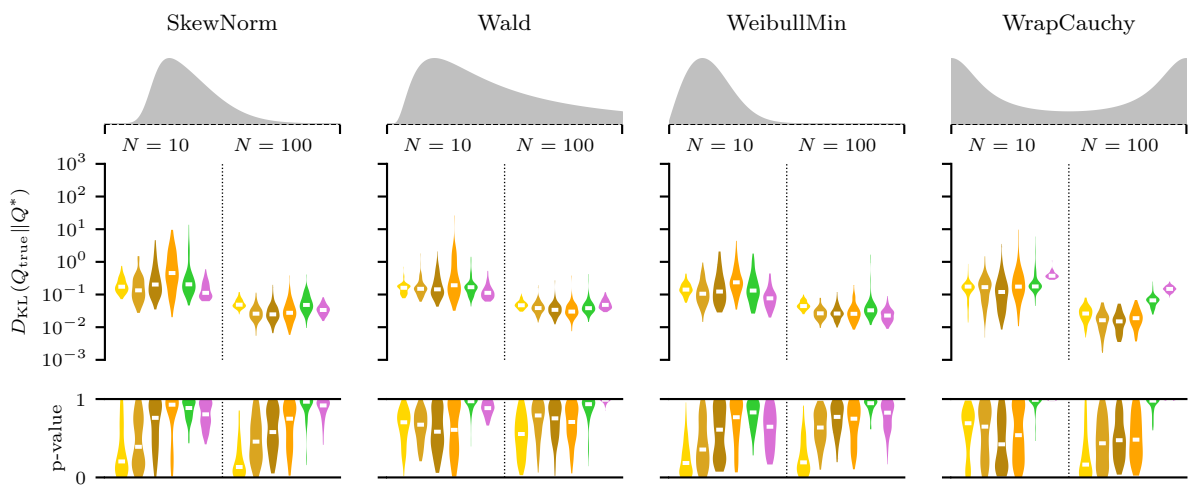 SkewNorm
Wald
WeibullMin
WrapCauchy
N = 10
N = 100
N = 10
N = 100
N = 10
N = 100
N = 10
N = 100
D_KL(Q_true||Q*)
10^3
10^2
10^1
10^0
10^−1
10^−2
10^−3
p-value
1
0